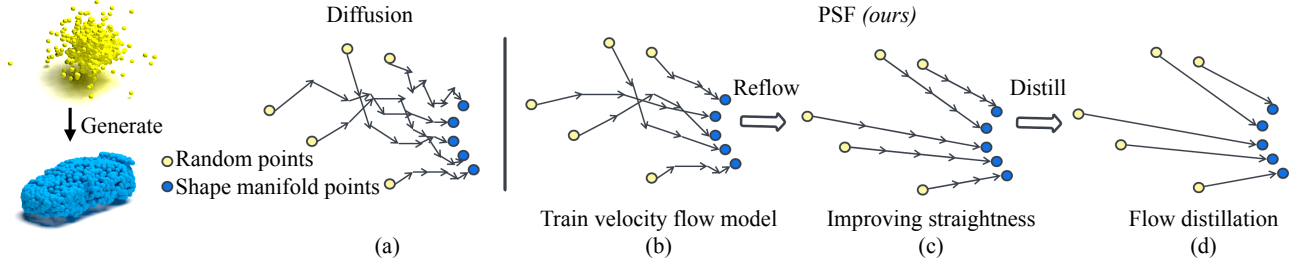 Diffusion
PSF (ours)
Generate
Random points
Shape manifold points
Reflow
Distill
Train velocity flow model
Improving straightness
Flow distillation
(a)
(b)
(c)
(d)